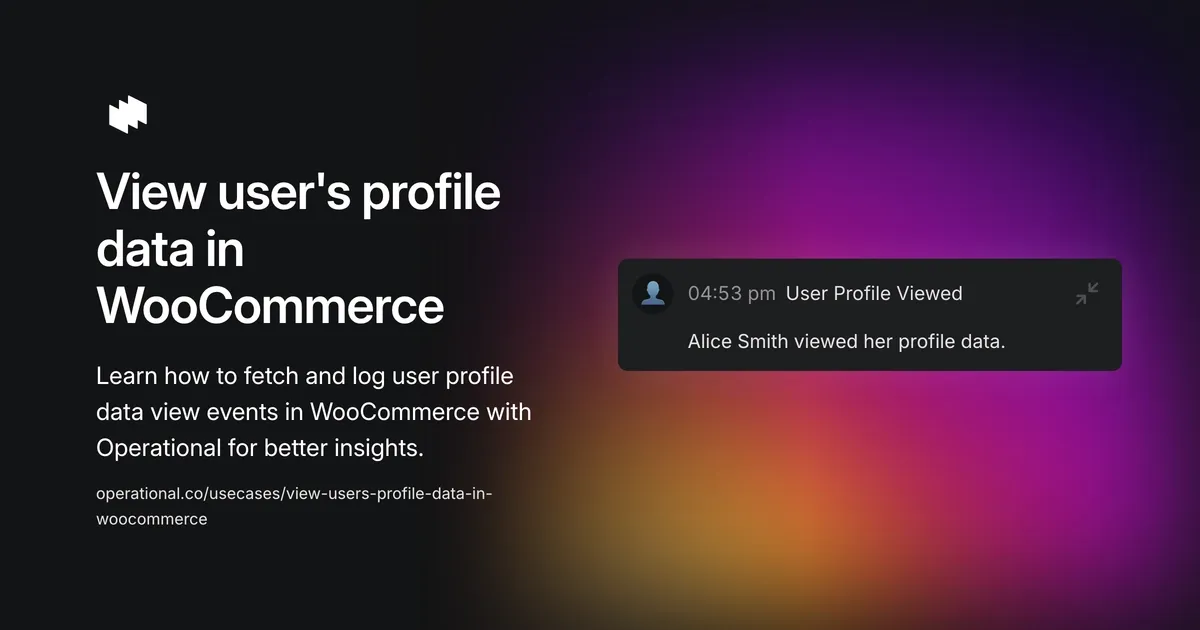 View user's profile
data in
WooCommerce
Learn how to fetch and log user profile
data view events in WooCommerce with
Operational for better insights.
operational.co/usecases/view-users-profile-data-in-
woocommerce
04:53 pm User Profile Viewed
Alice Smith viewed her profile data.